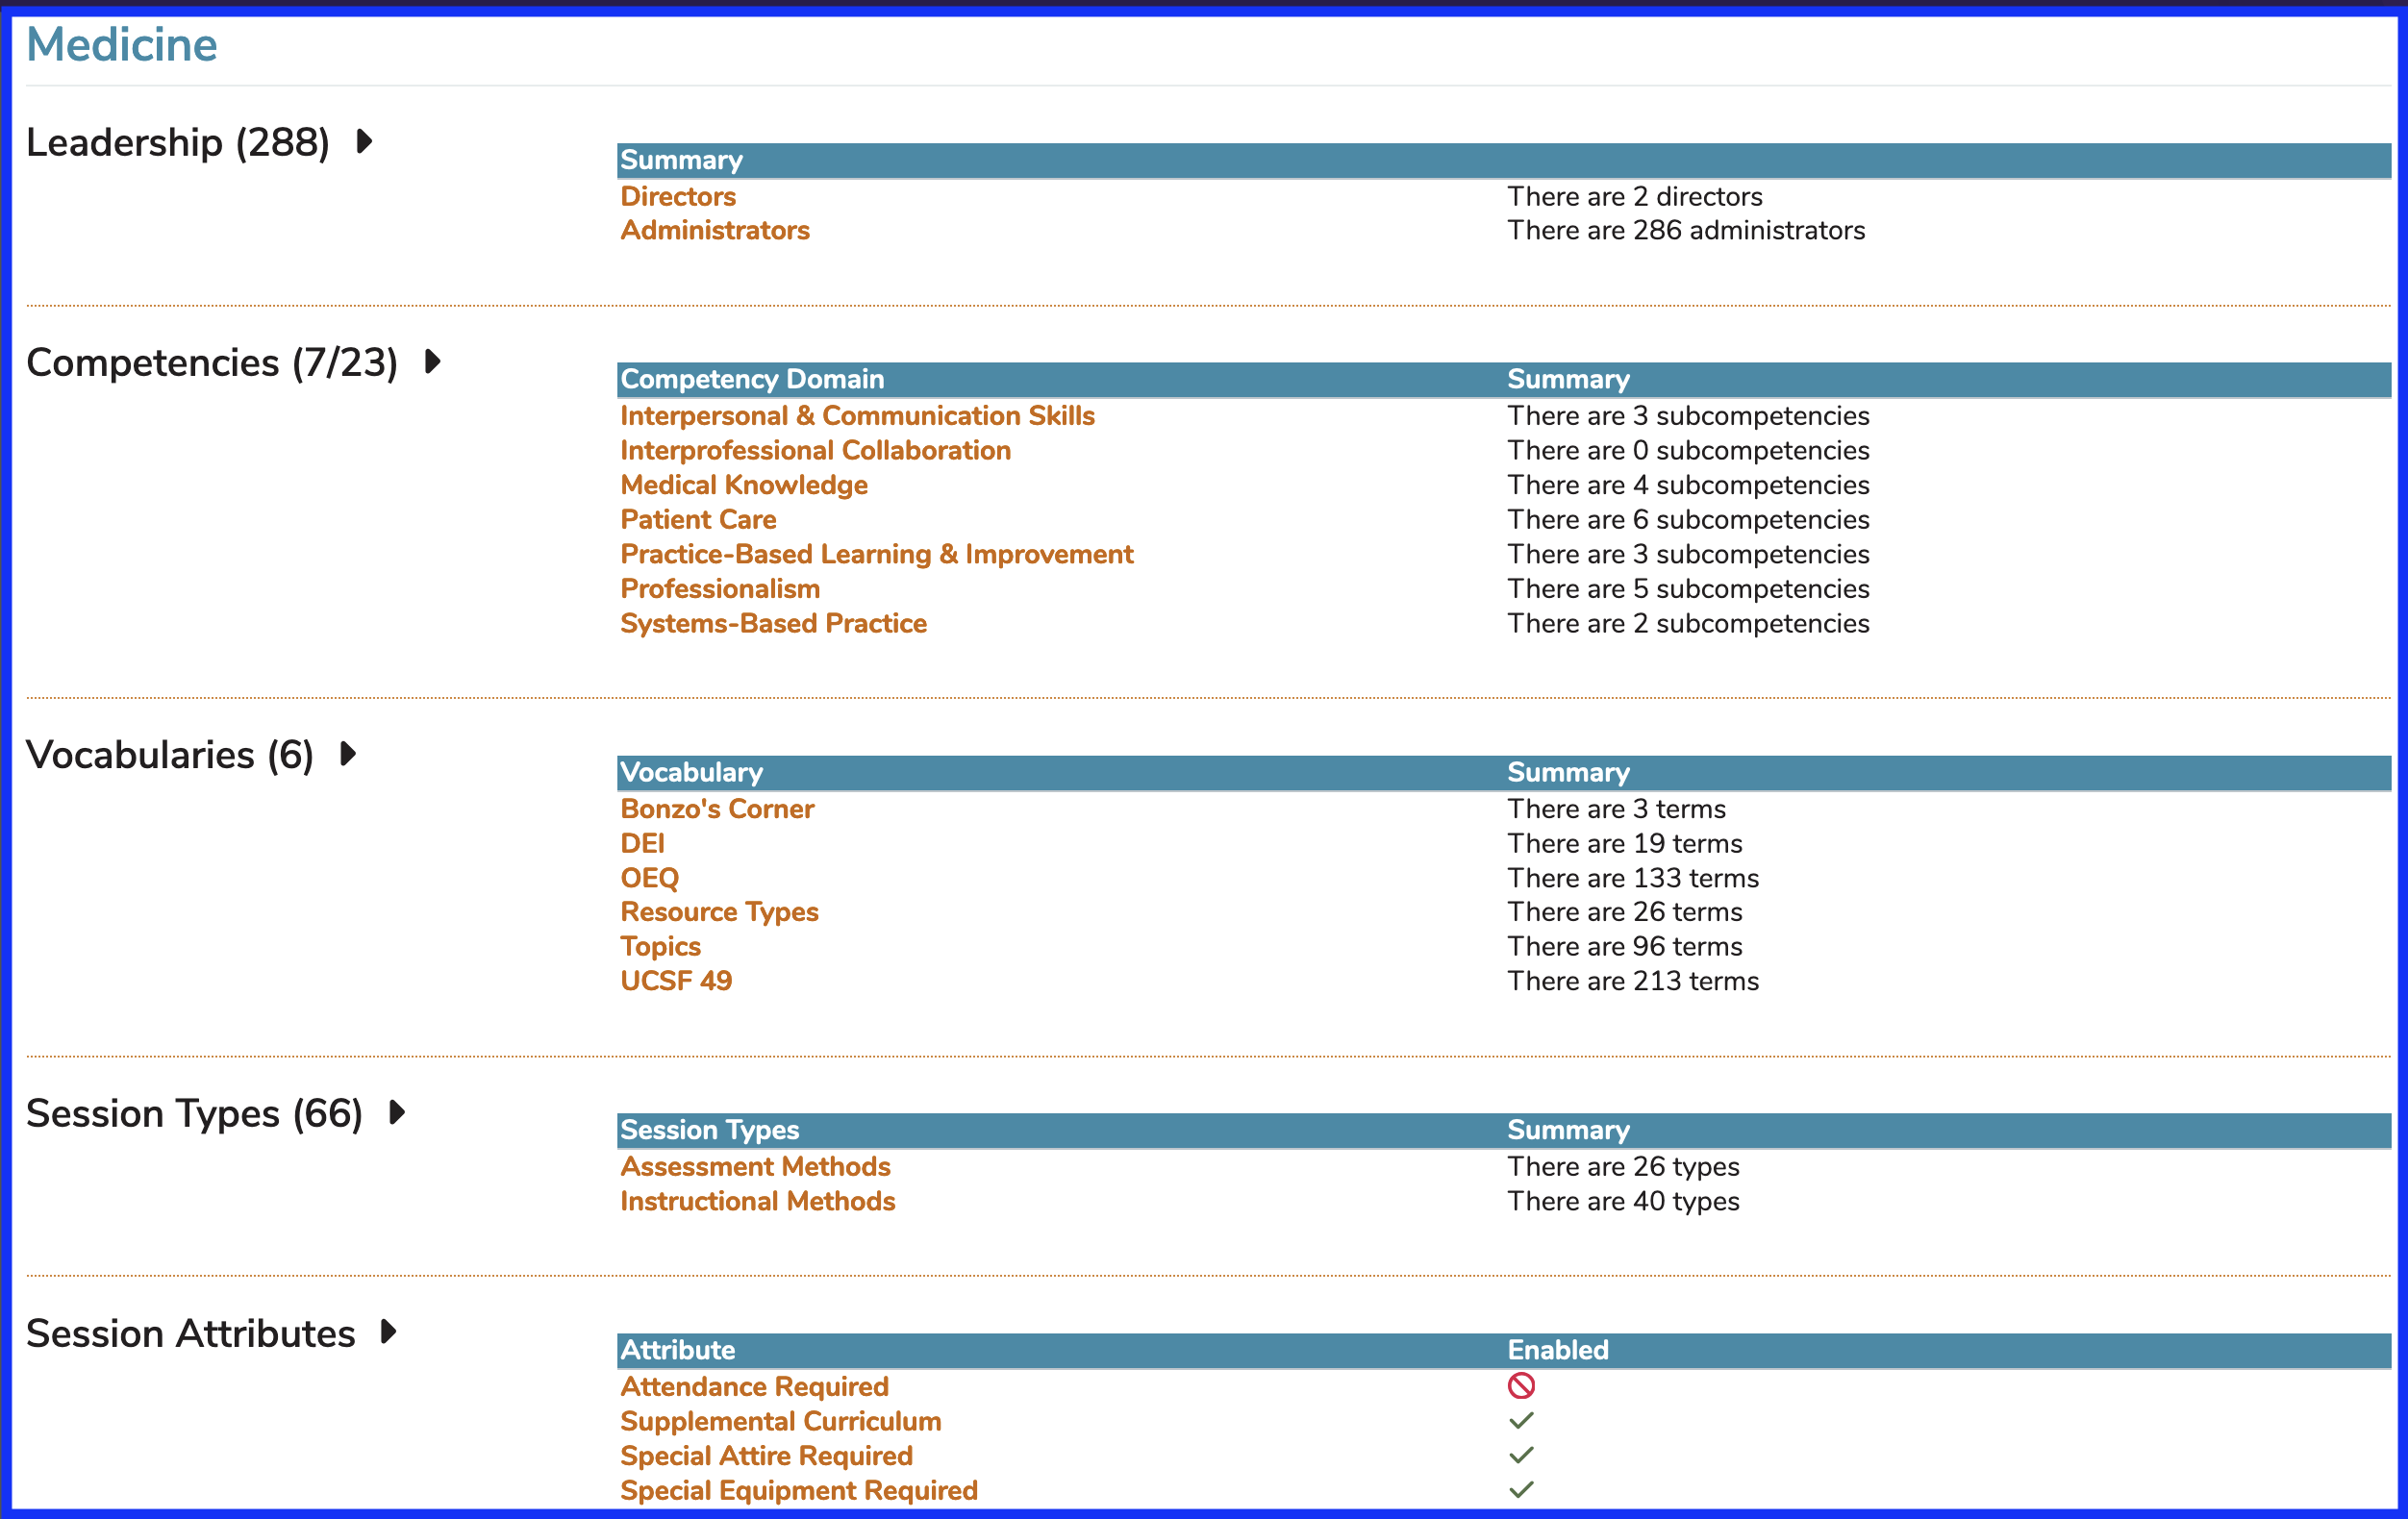 Medicine
Leadership (288)
Summary
Directors There are 2 directors
Administrators There are 286 administrators
Competencies (7/23)
Competency Domain Summary
Interpersonal & Communication Skills There are 3 subcompetencies
Interprofessional Collaboration There are 0 subcompetencies
Medical Knowledge There are 4 subcompetencies
Patient Care There are 6 subcompetencies
Practice-Based Learning & Improvement There are 3 subcompetencies
Professionalism There are 5 subcompetencies
Systems-Based Practice There are 2 subcompetencies
Vocabularies (6)
Vocabulary Summary
Bonzo's Corner There are 3 terms
DEI There are 19 terms
OEQ There are 133 terms
Resource Types There are 26 terms
Topics There are 96 terms
UCSF 49 There are 213 terms
Session Types (66)
Session Types Summary
Assessment Methods There are 26 types
Instructional Methods There are 40 types
Session Attributes
Attribute Enabled
Attendance Required
Supplemental Curriculum
Special Attire Required
Special Equipment Required